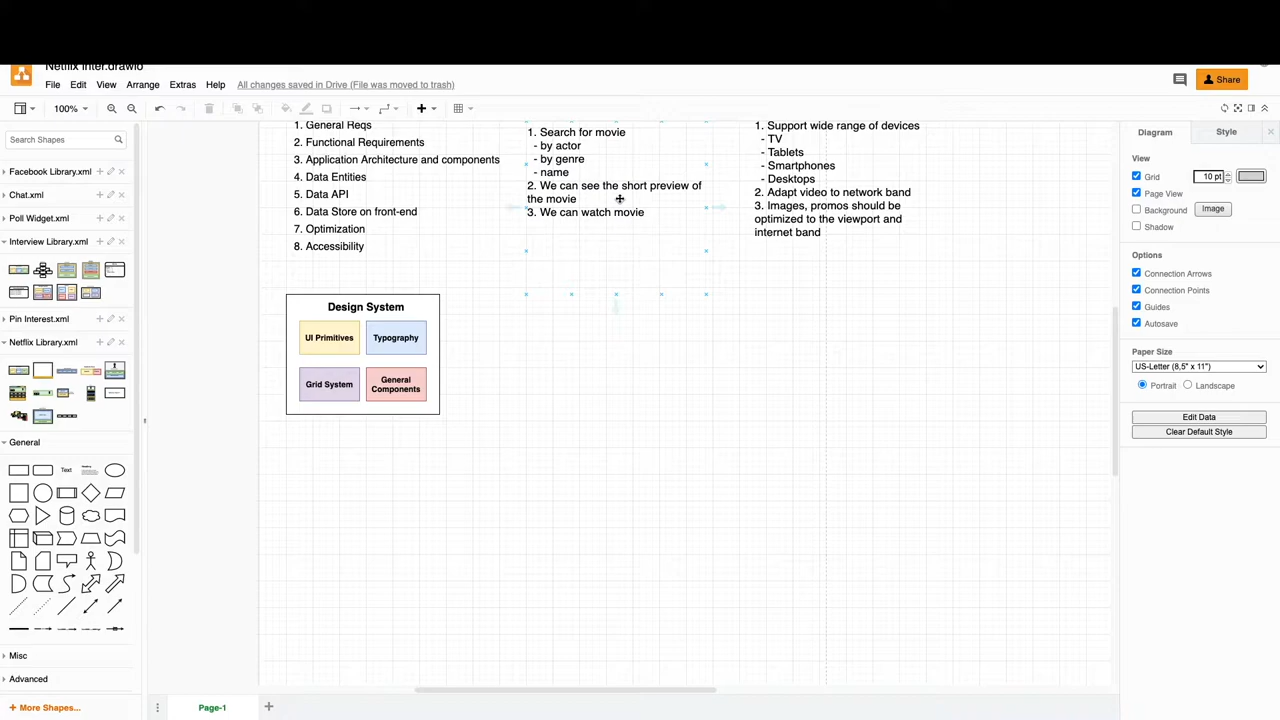 Netflix inter.drawio
File Edit View Arrange Extras Help All changes saved in Drive (File was moved to trash)
Share
100%
Search Shapes
Facebook Library.xml
Chat.xml
Poll Widget.xml
Interview Library.xml
Pin Interest.xml
Netflix Library.xml
General
Text
Heading
Misc
Advanced
+ More Shapes...
1. General Reqs
2. Functional Requirements
3. Application Architecture and components
4. Data Entities
5. Data API
6. Data Store on front-end
7. Optimization
8. Accessibility
1. Search for movie
- by actor
- by genre
- name
2. We can see the short preview of
the movie
3. We can watch movie
1. Support wide range of devices
- TV
- Tablets
- Smartphones
- Desktops
2. Adapt video to network band
3. Images, promos should be
optimized to the viewport and
internet band
Design System
UI Primitives
Typography
Grid System
General
Components
Diagram Style
View
Grid 10 pt
Page View
Background Image
Shadow
Options
Connection Arrows
Connection Points
Guides
Autosave
Paper Size
US-Letter (8,5" x 11")
Portrait Landscape
Edit Data
Clear Default Style
Page-1